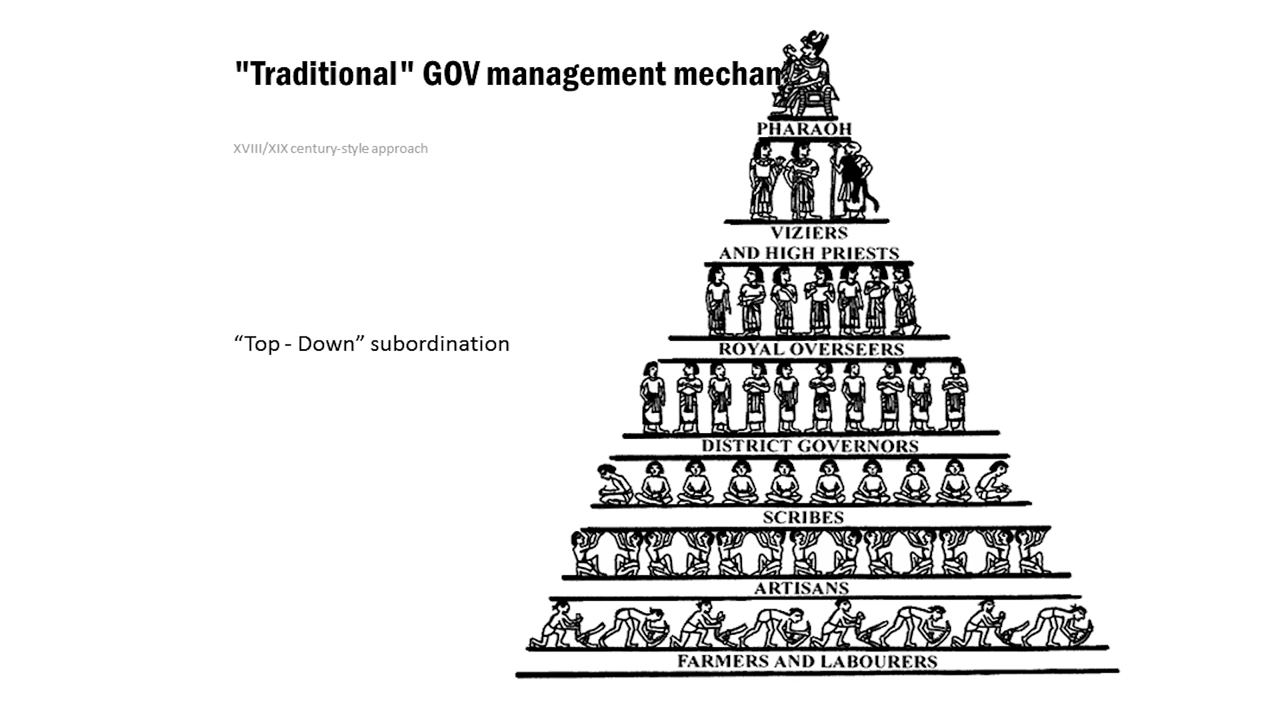 "Traditional" GOV management mechan
XVIII/XIX century-style approach
“Top - Down” subordination
PHARAOH
VIZIERS
AND HIGH PRIESTS
ROYAL OVERSEERS
DISTRICT GOVERNORS
SCRIBES
ARTISANS
FARMERS AND LABOURERS